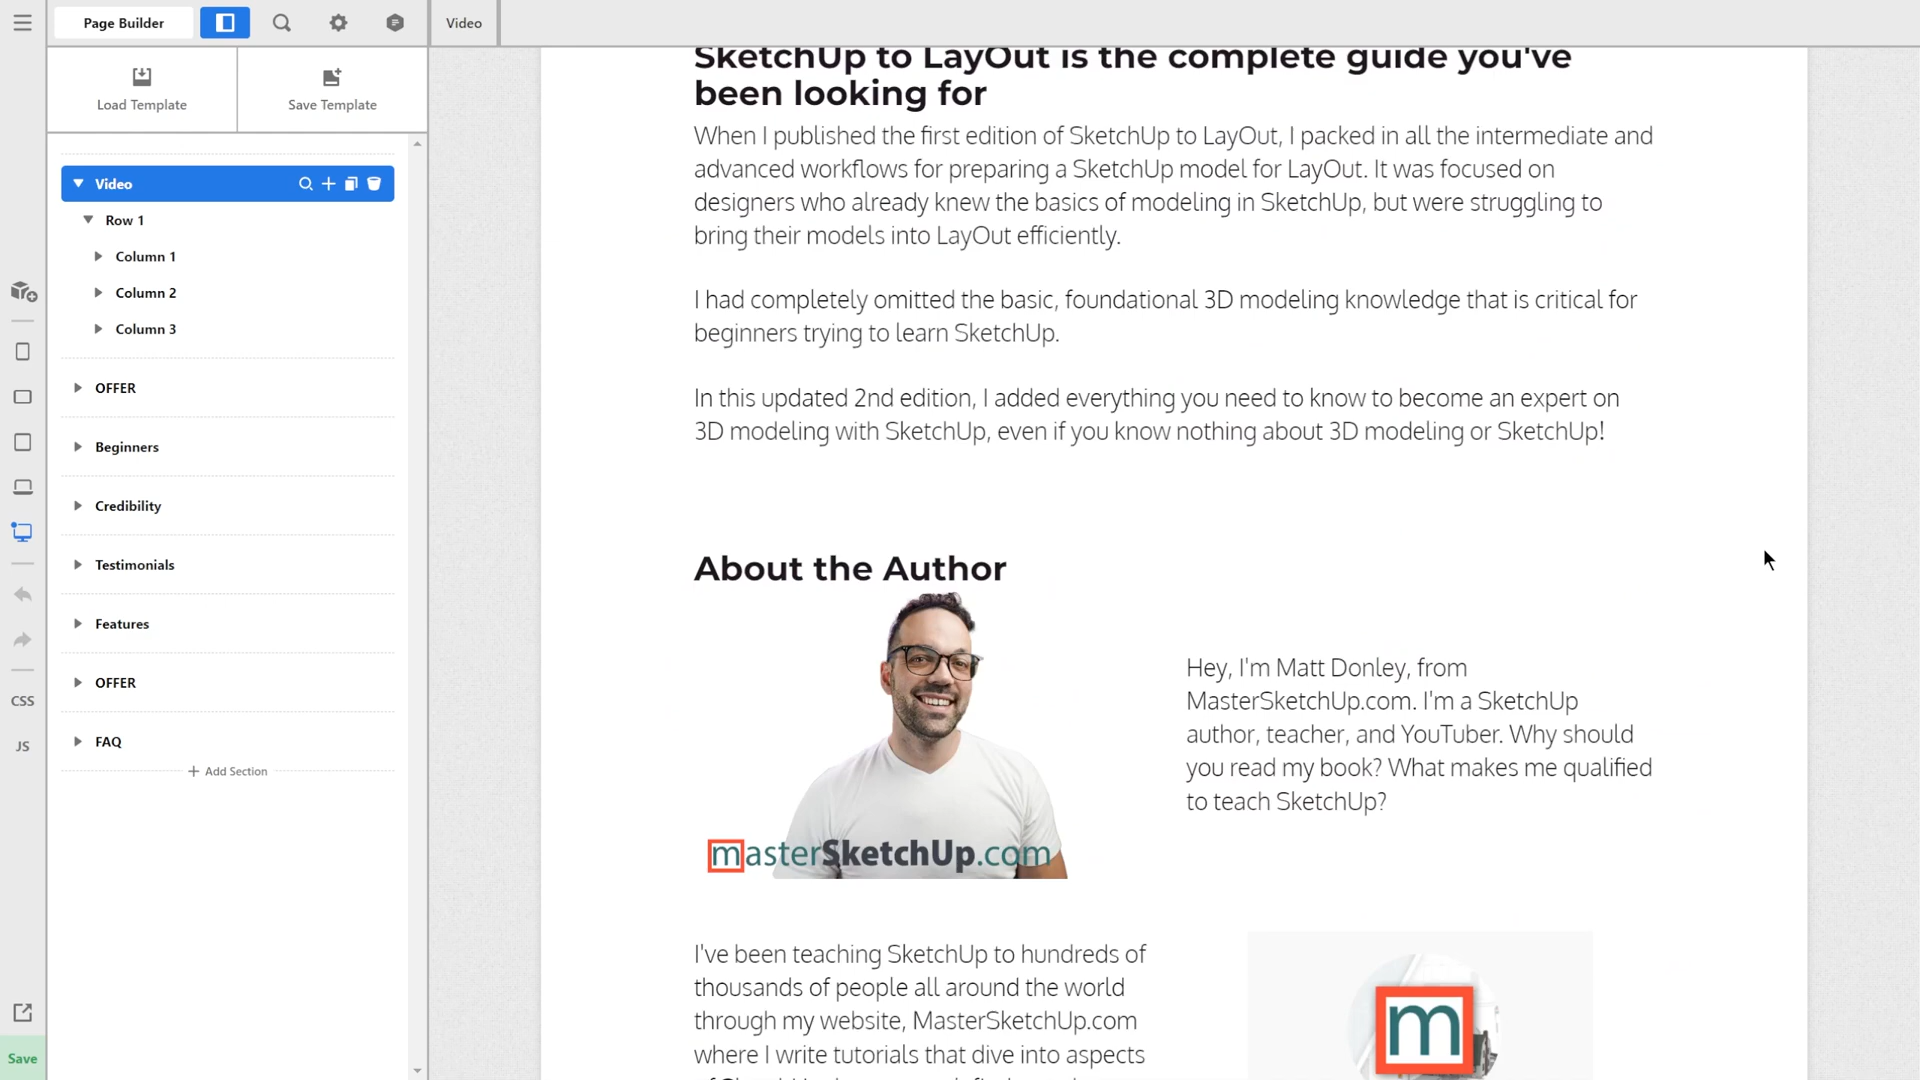 Page Builder
Video
Load Template
Save Template
Video
Row 1
Column 1
Column 2
Column 3
OFFER
Beginners
Credibility
Testimonials
Features
OFFER
FAQ
Add Section
CSS
JS
Save
SketchUp to LayOut is the complete guide you've
been looking for
When I published the first edition of SketchUp to LayOut, I packed in all the intermediate and
advanced workflows for preparing a SketchUp model for LayOut. It was focused on
designers who already knew the basics of modeling in SketchUp, but were struggling to
bring their models into LayOut efficiently.
I had completely omitted the basic, foundational 3D modeling knowledge that is critical for
beginners trying to learn SketchUp.
In this updated 2nd edition, I added everything you need to know to become an expert on
3D modeling with SketchUp, even if you know nothing about 3D modeling or SketchUp!
About the Author
masterSketchUp.com
Hey, I'm Matt Donley, from
MasterSketchUp.com. I'm a SketchUp
author, teacher, and YouTuber. Why should
you read my book? What makes me qualified
to teach SketchUp?
I've been teaching SketchUp to hundreds of
thousands of people all around the world
through my website, MasterSketchUp.com
where I write tutorials that dive into aspects
m